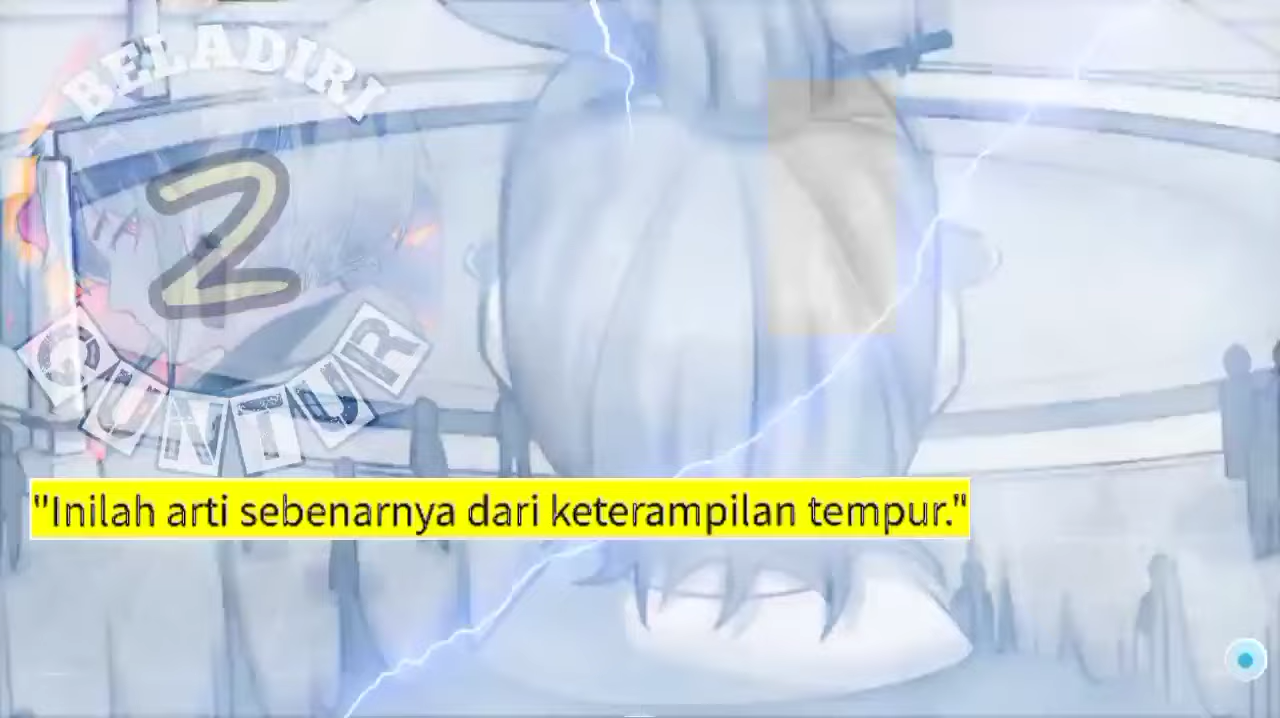 BELADIRI
2
GUNTUR
"Inilah arti sebenarnya dari keterampilan tempur."